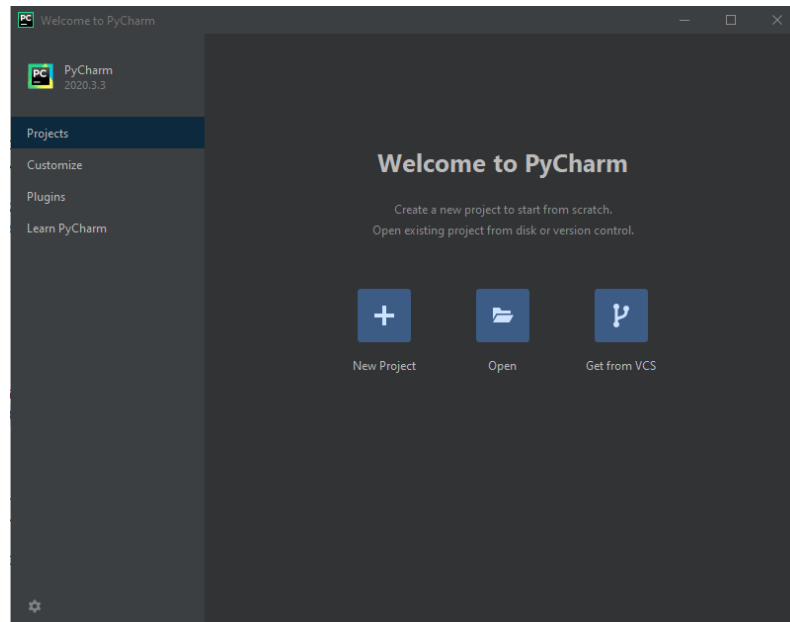 PC Welcome to PyCharm
PC PyCharm
2020.3.3
Projects
Customize
Plugins
Learn PyCharm
Welcome to PyCharm
Create a new project to start from scratch.
Open existing project from disk or version control.
New Project Open Get from VCS